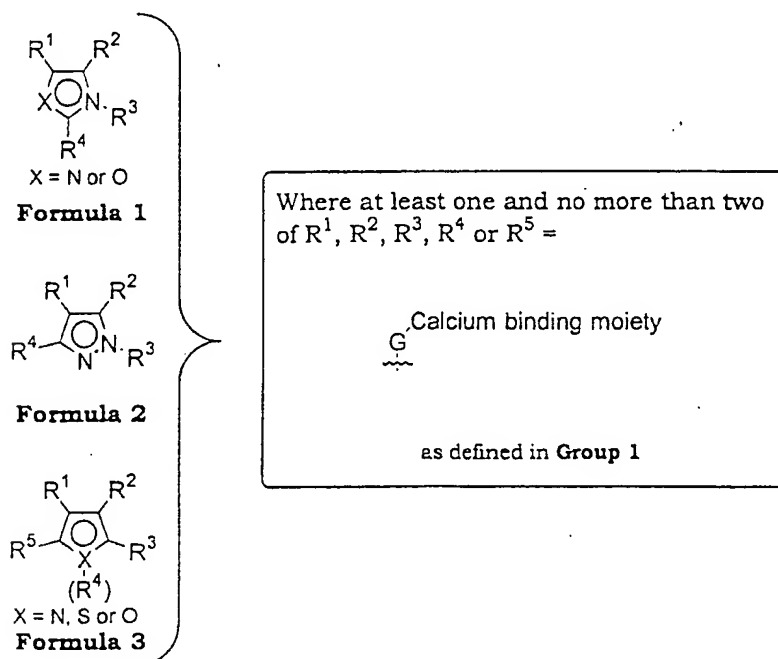 R¹ R²
X N R³
R⁴
X = N or O
Formula 1
R¹ R²
R⁴ N N R³
Formula 2
R¹ R²
R⁵ X R³
(R⁴)
X = N, S or O
Formula 3
Where at least one and no more than two
of R¹, R², R³, R⁴ or R⁵ =
Calcium binding moiety
G
as defined in Group 1